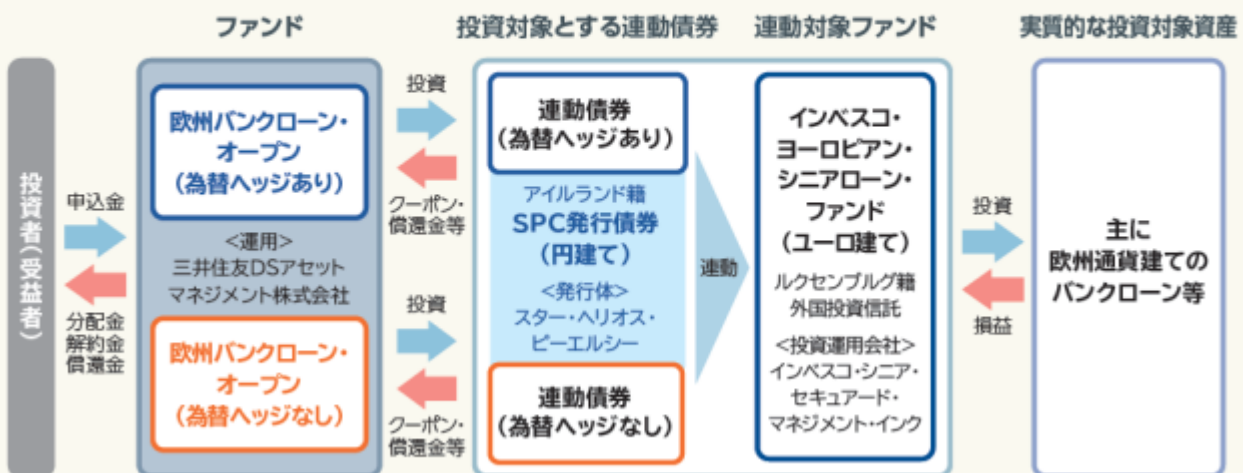 ファンド
投資対象とする連動債券
連動対象ファンド
実質的な投資対象資産
投資者(受益者)
申込金
分配金
解約金
償還金
欧州バンクローン・
オープン
(為替ヘッジあり)
<運用>
三井住友DSアセット
マネジメント株式会社
欧州バンクローン・
オープン
(為替ヘッジなし)
投資
クーポン・
償還金等
投資
クーポン・
償還金等
連動債券
(為替ヘッジあり)
アイルランド籍
SPC発行債券
(円建て)
<発行体>
スター・ヘリオス・
ピーエルシー
連動債券
(為替ヘッジなし)
連動
インベスコ・
ヨーロピアン・
シニアローン・
ファンド
(ユーロ建て)
ルクセンブルグ籍
外国投資信託
<投資運用会社>
インベスコ・シニア・
セキュアード・
マネジメント・インク
投資
損益
主に
欧州通貨建ての
バンクローン等